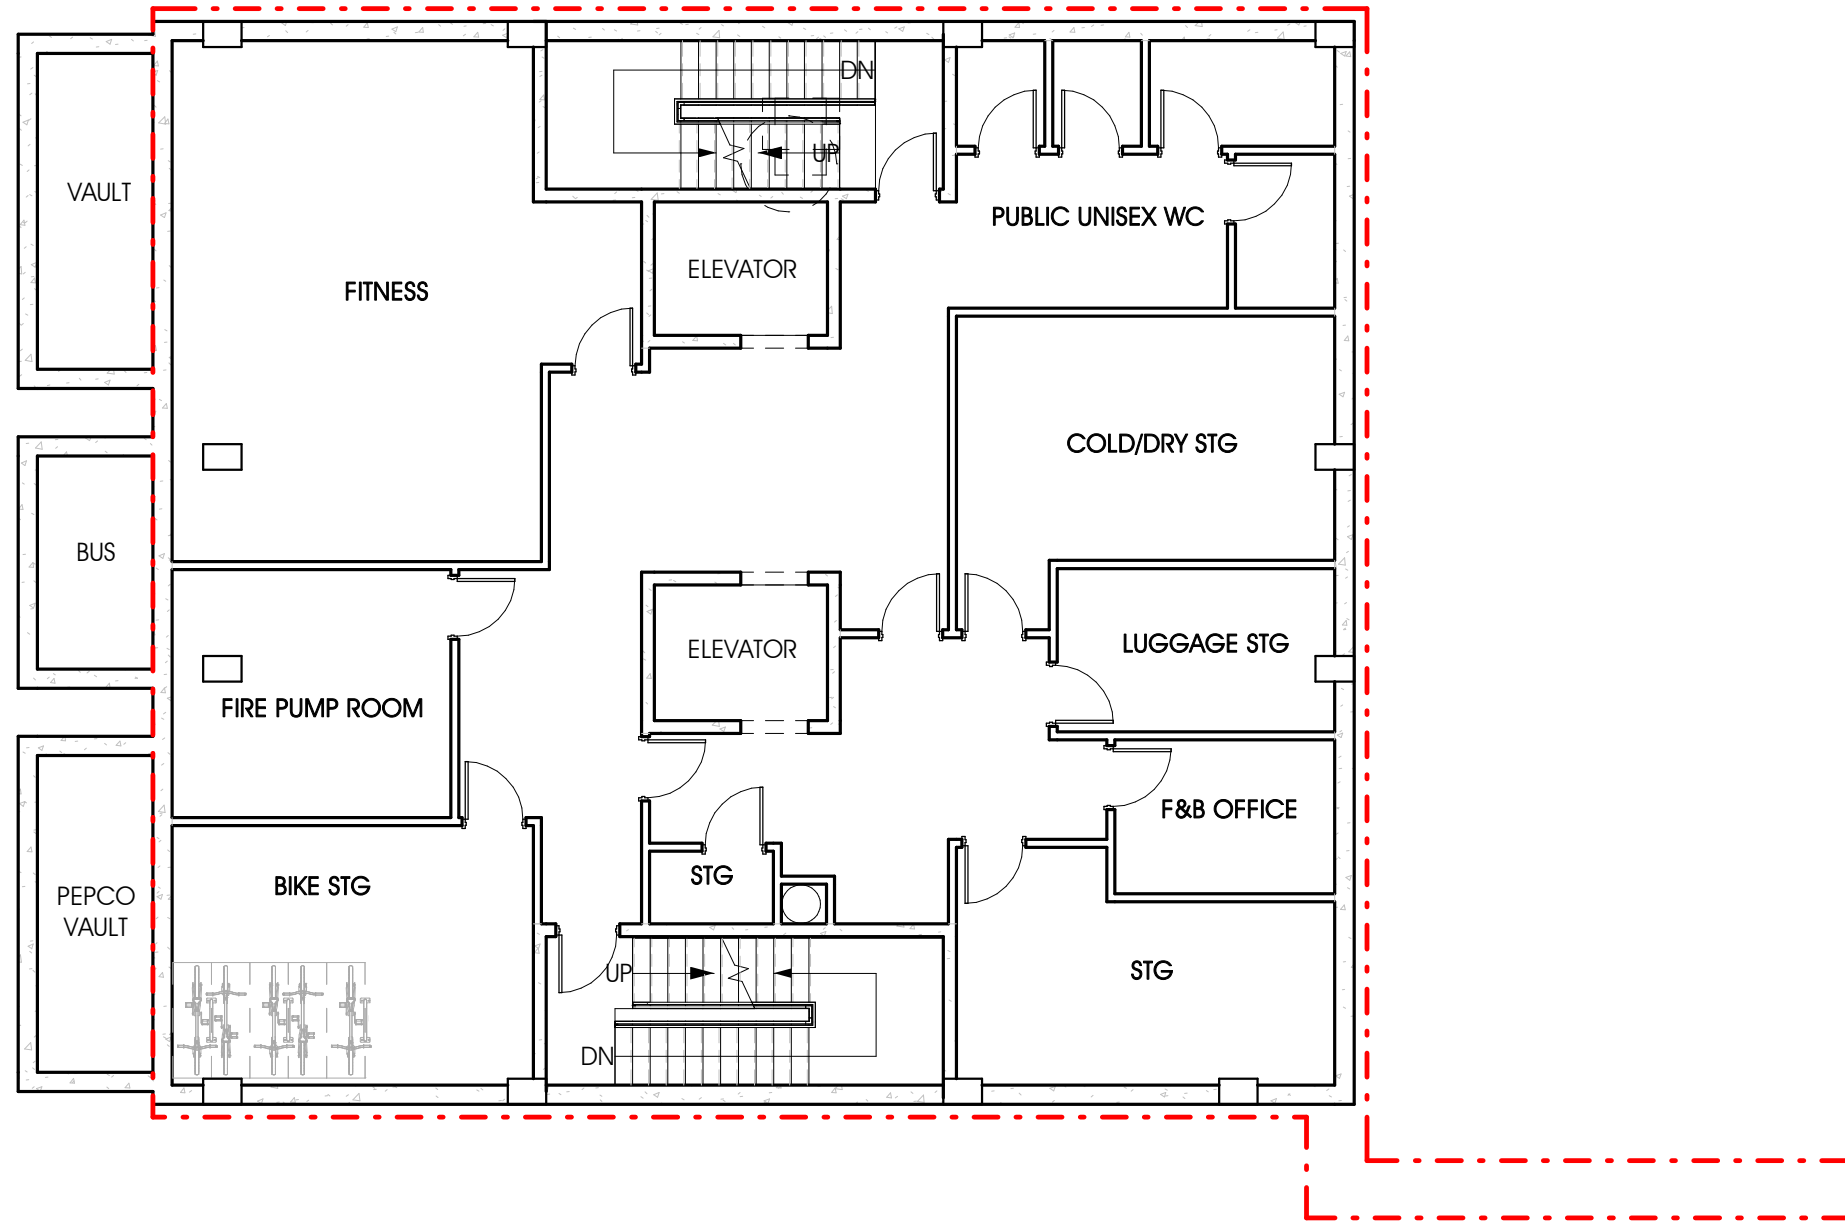 DN
UP
VAULT
PUBLIC UNISEX WC
ELEVATOR
FITNESS
COLD/DRY STG
BUS
ELEVATOR
LUGGAGE STG
FIRE PUMP ROOM
F&B OFFICE
STG
BIKE STG
PEPCO
VAULT
UP
STG
DN